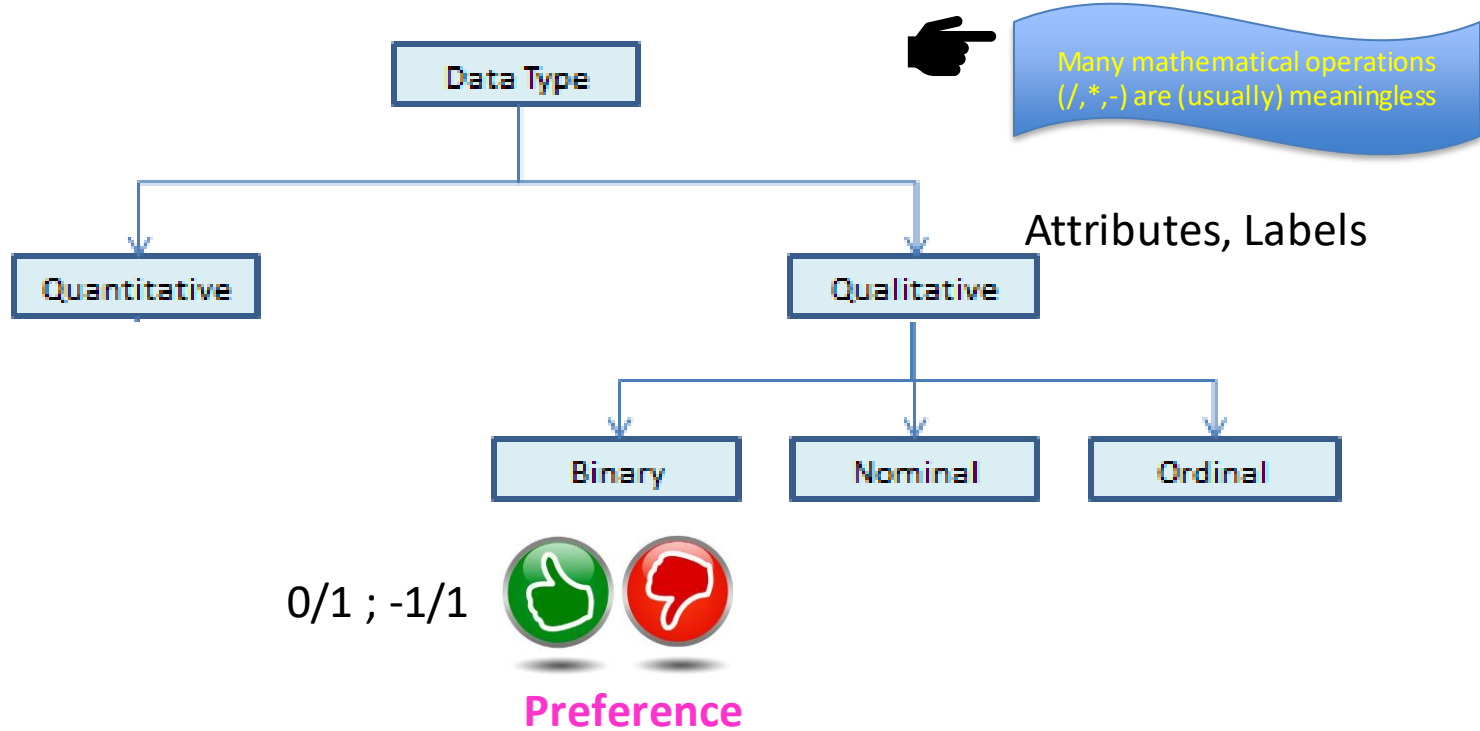 Many mathematical operations
(/,*,-) are (usually) meaningless
Data Type
Attributes, Labels
Quantitative
Qualitative
Binary
Nominal
Ordinal
0/1 ; -1/1
Preference